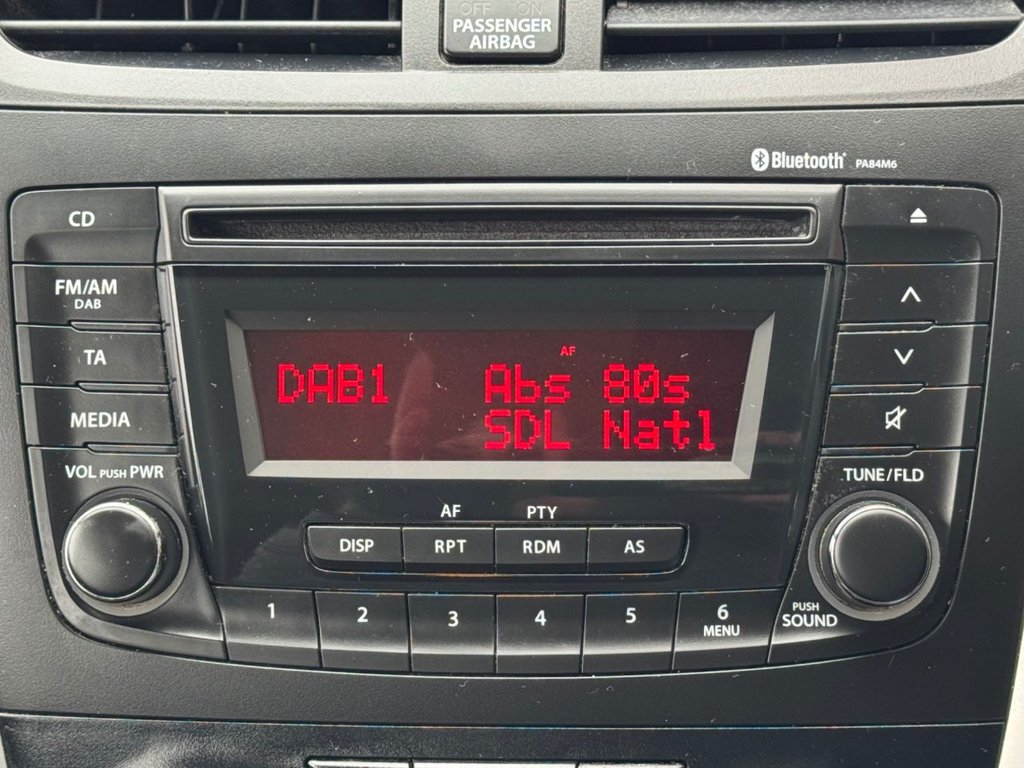 OFF ON
PASSENGER
AIRBAG
Bluetooth PA84M6
CD
FM/AM
DAB
TA
MEDIA
VOL PUSH PWR
AF
DAB1 Abs 80s
SDL Natl
TUNE/FLD
AF PTY
DISP RPT RDM AS
1 2 3 4 5 6
MENU
PUSH
SOUND